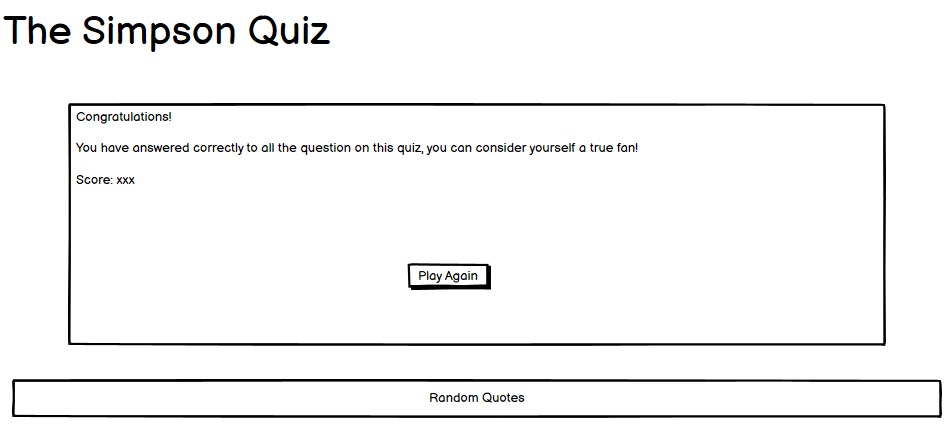 The Simpson Quiz
Congratulations!
You have answered correctly to all the question on this quiz, you can consider yourself a true fan!
Score: xxx
Play Again
Random Quotes